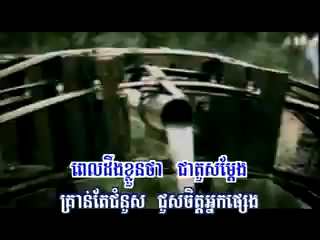 ពេលដឹងខ្លួនថា ជាតួសម្ដែង
គ្រាន់តែជំនួស ជួសចិត្តអ្នកផ្សេង